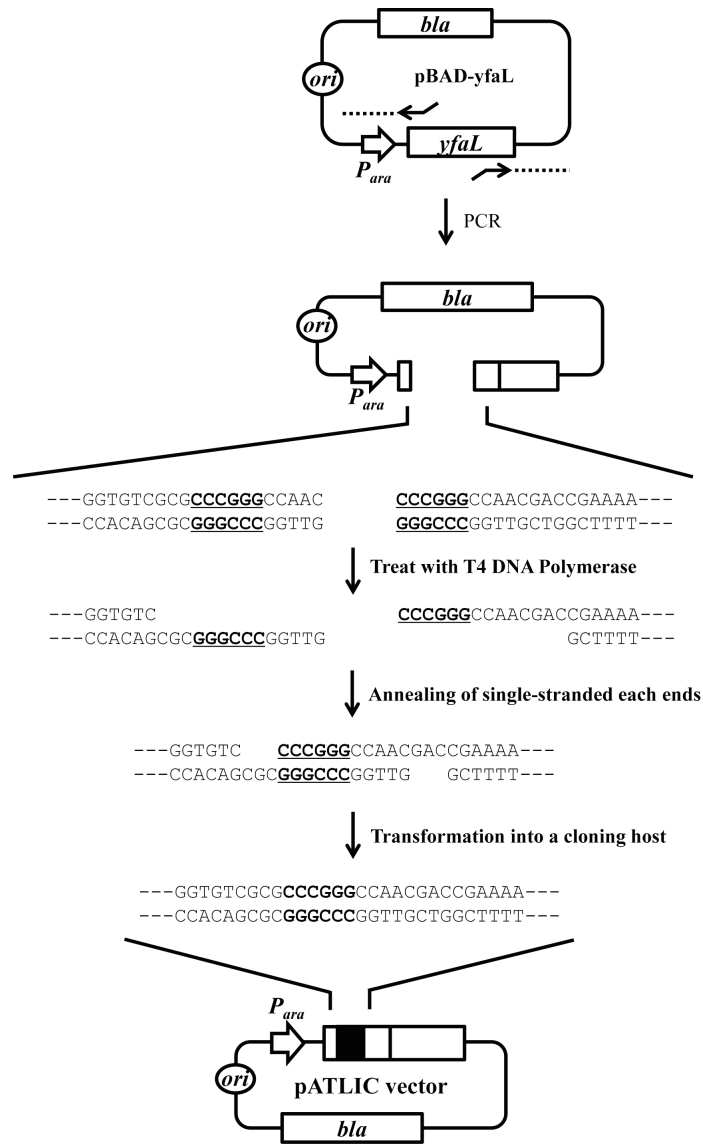 bla
ori
pBAD-yfaL
yfaL
Para
PCR
bla
ori
Para
---GGTGTCGCGCCCGGGCCAAC CCCGGGCCAACGACCGAAAA---
---CCACAGCGCGGGCCCGGTTG GGGCCCGGTTGCTGGCTTTT---
Treat with T4 DNA Polymerase
---GGTGTC CCCGGGCCAACGACCGAAAA---
---CCACAGCGCGGGCCCGGTTG GCTTTT---
Annealing of single-stranded each ends
---GGTGTC CCCGGGCCAACGACCGAAAA---
---CCACAGCGCGGGCCCGGTTG GCTTTT---
Transformation into a cloning host
---GGTGTCGCGCCCGGGCCAACGACCGAAAA---
---CCACAGCGCGGGCCCGGTTGCTGGCTTTT---
Para
ori
pATLIC vector
bla